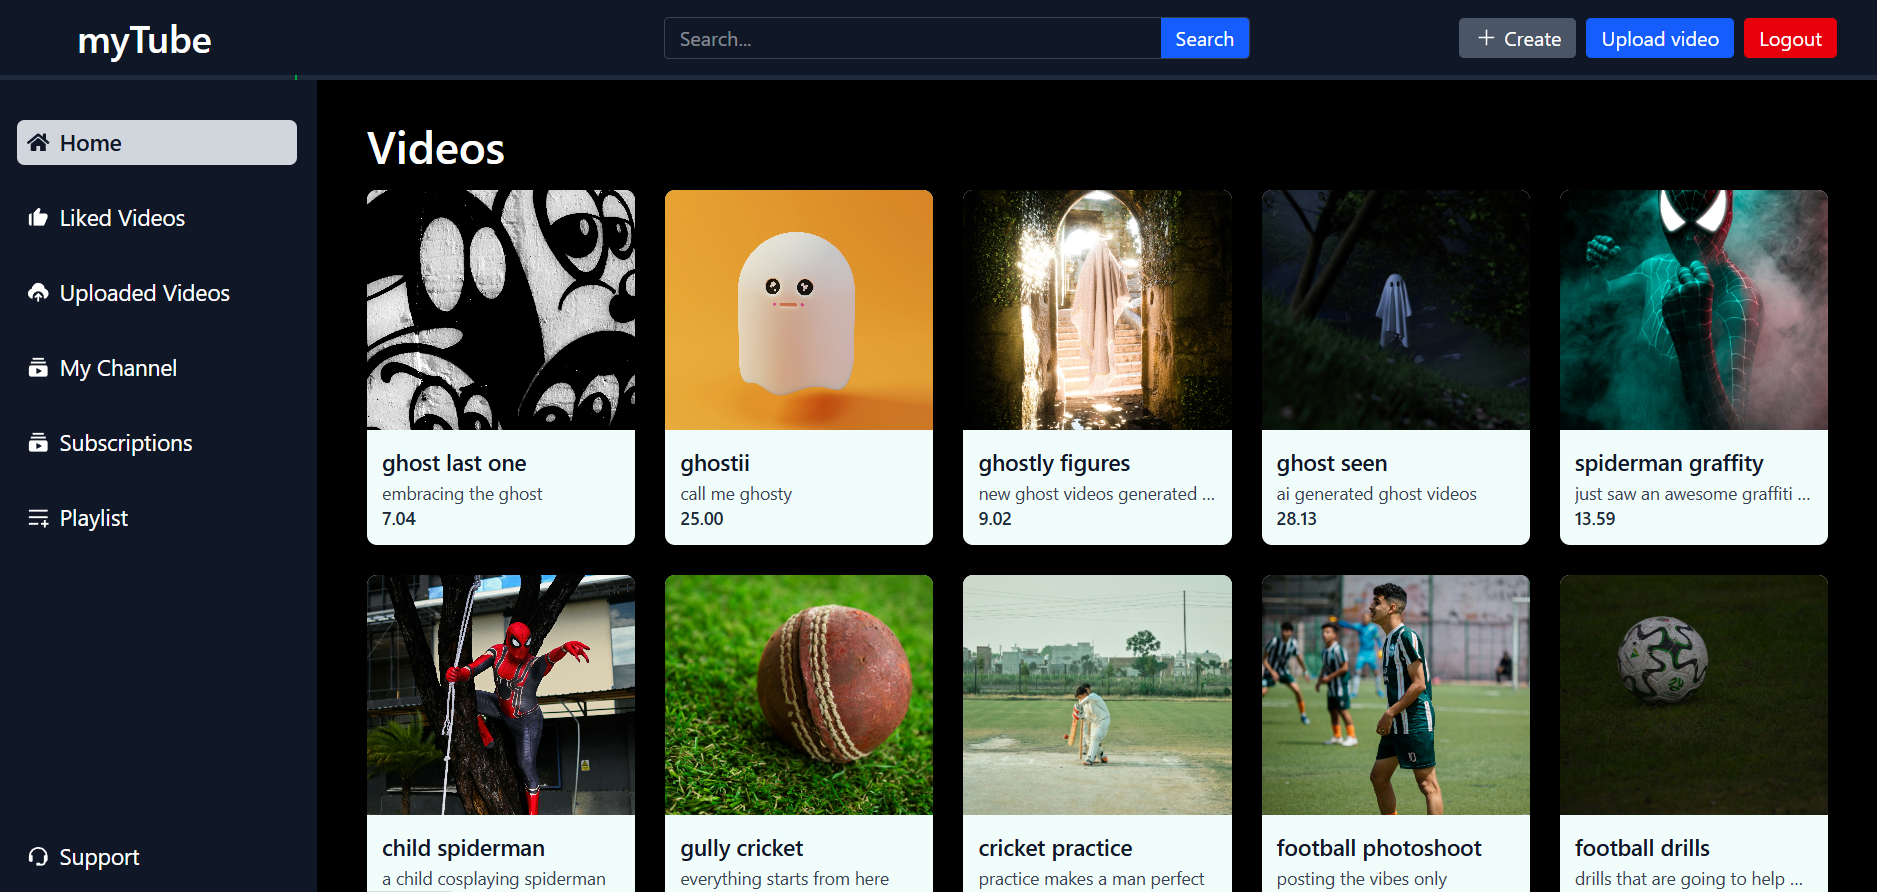 myTube
Search...
Search
+ Create
Upload video
Logout
Home
Liked Videos
Uploaded Videos
My Channel
Subscriptions
Playlist
Support
Videos
ghost last one
embracing the ghost
7.04
ghostii
call me ghosty
25.00
ghostly figures
new ghost videos generated ...
9.02
ghost seen
ai generated ghost videos
28.13
spiderman graffity
just saw an awesome graffiti ...
13.59
child spiderman
a child cosplaying spiderman
gully cricket
everything starts from here
cricket practice
practice makes a man perfect
football photoshoot
posting the vibes only
football drills
drills that are going to help ...